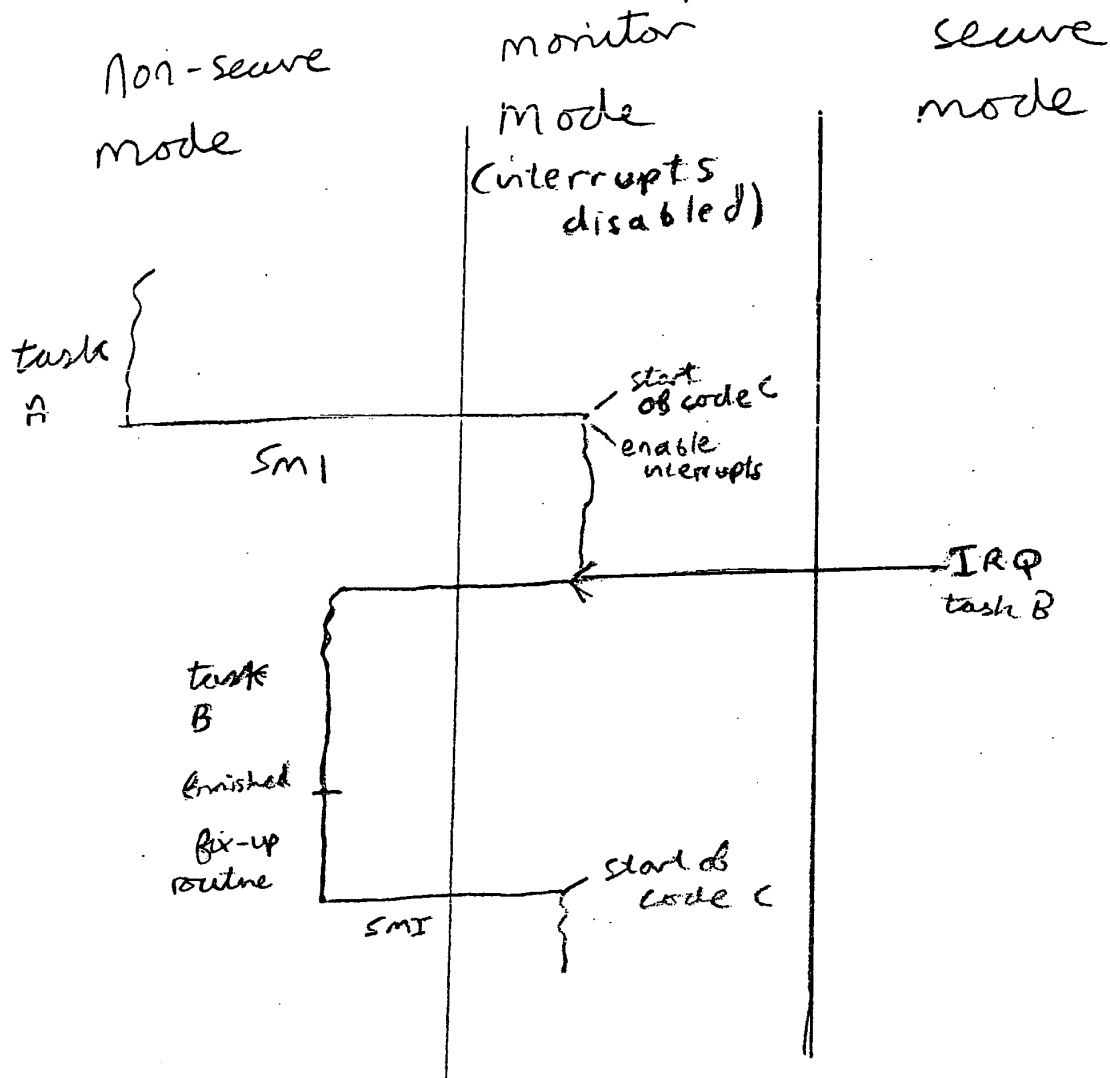 non-secure
mode
monitor
mode
(interrupts
disabled)
secure
mode
task
SMI
start
of code C
enable
interrupts
IRQ
task B
task
B
finished
fix-up
routine
SMI
start of
code C